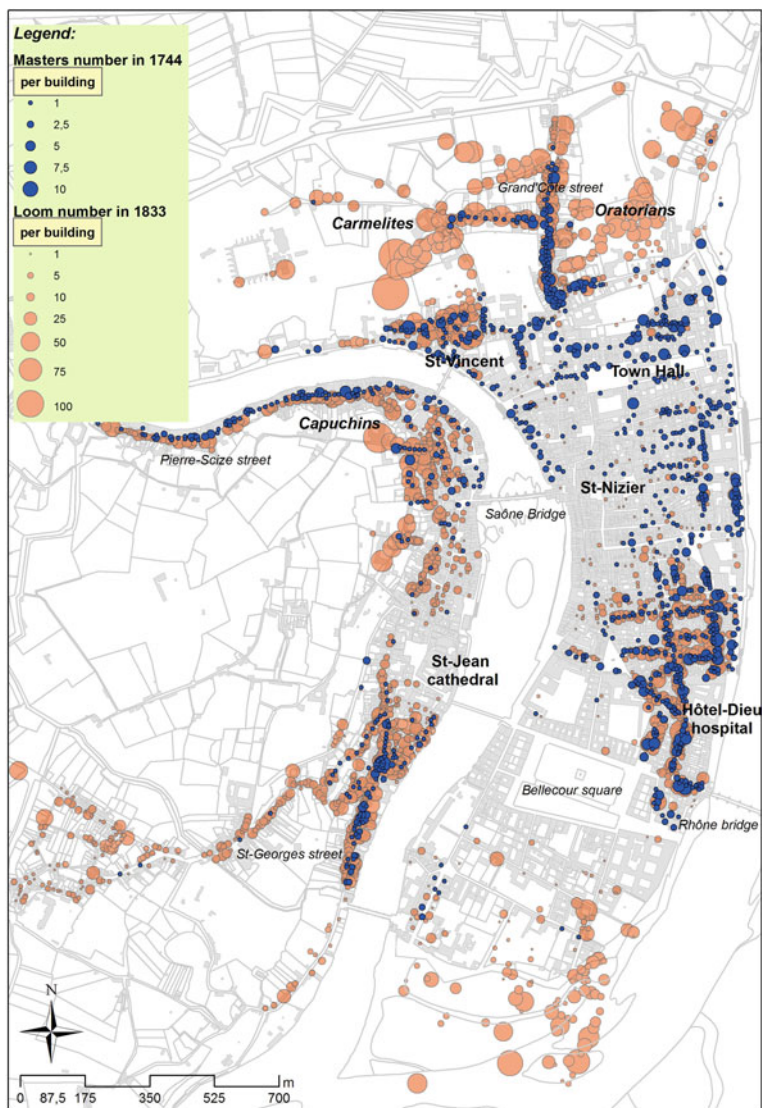 Legend:
Masters number in 1744
per building
1
2,5
5
7,5
10
Loom number in 1833
per building
1
5
10
25
50
75
100
Grand'Côte street
Carmelites
Oratorians
St-Vincent
Town Hall
Capuchins
Pierre-Scize street
St-Nizier
Saône Bridge
St-Jean
cathedral
Hôtel-Dieu
hospital
Bellecour square
Rhône bridge
St-Georges street
N
m
0 87,5 175 350 525 700